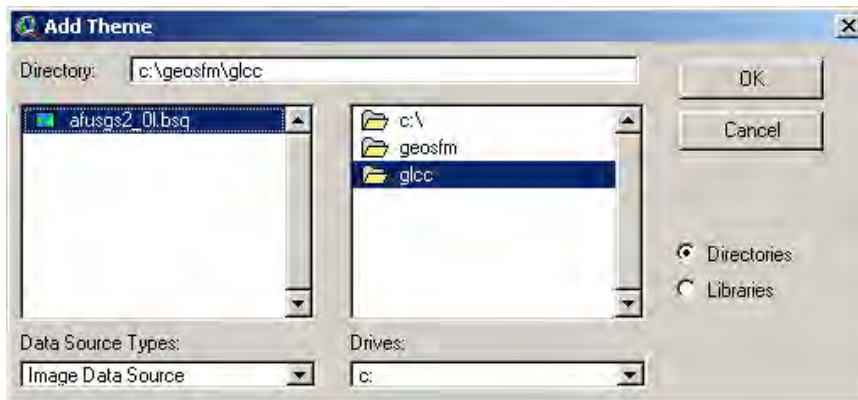 Add Theme
Directory: c:\geosfm\glcc
OK
Cancel
afusgs2_0l.bsq
c:\
geosfm
glcc
Directories
Libraries
Data Source Types:
Image Data Source
Drives:
c: